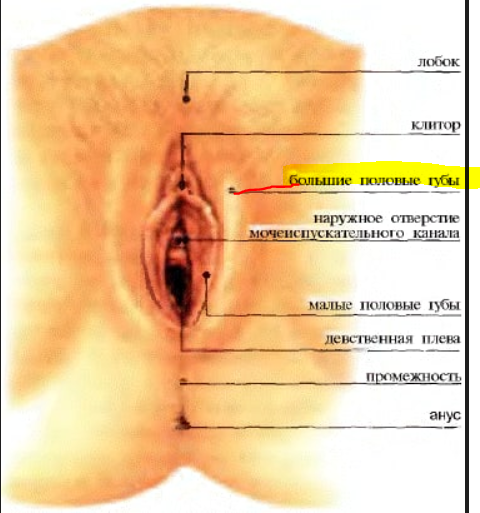 лобок
клитор
большие половые губы
наружное отверстие
мочеиспускательного канала
малые половые губы
девственная плева
промежность
анус